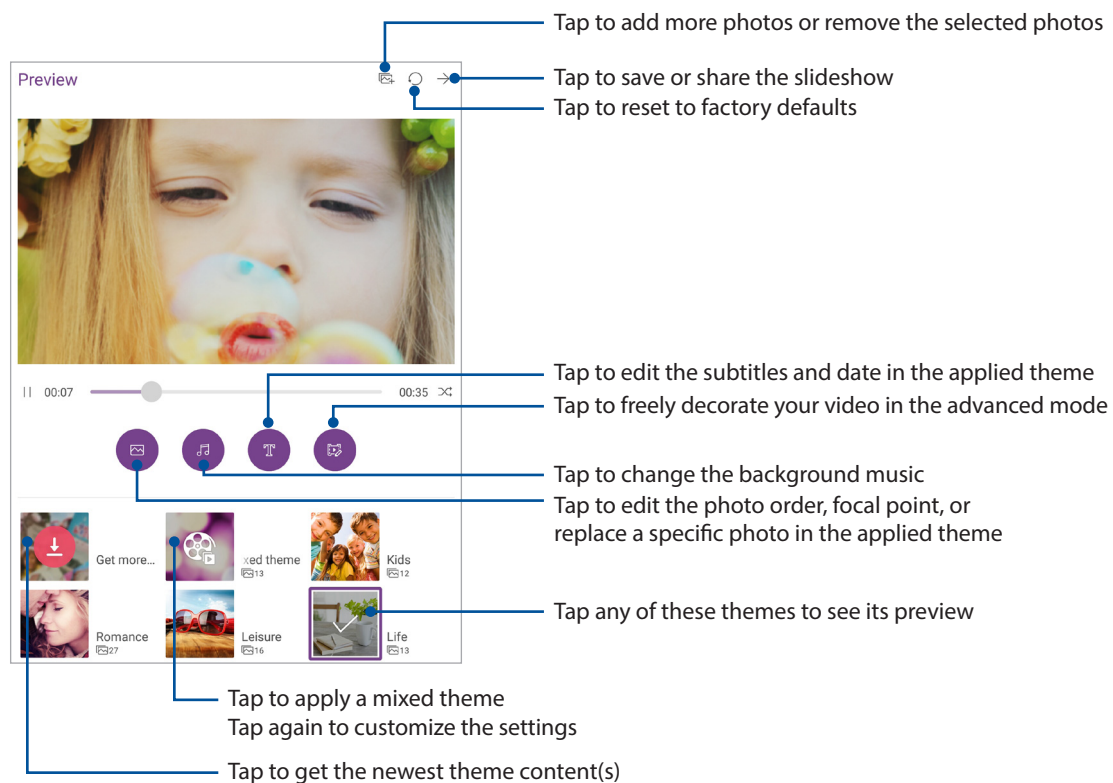 Tap to add more photos or remove the selected photos
Preview
Tap to save or share the slideshow
Tap to reset to factory defaults
00:07
00:35
Tap to edit the subtitles and date in the applied theme
Tap to freely decorate your video in the advanced mode
T
Tap to change the background music
Tap to edit the photo order, focal point, or
replace a specific photo in the applied theme
Get more...
xed theme
13
Kids
12
Romance
27
Leisure
16
Life
13
Tap any of these themes to see its preview
Tap to apply a mixed theme
Tap again to customize the settings
Tap to get the newest theme content(s)